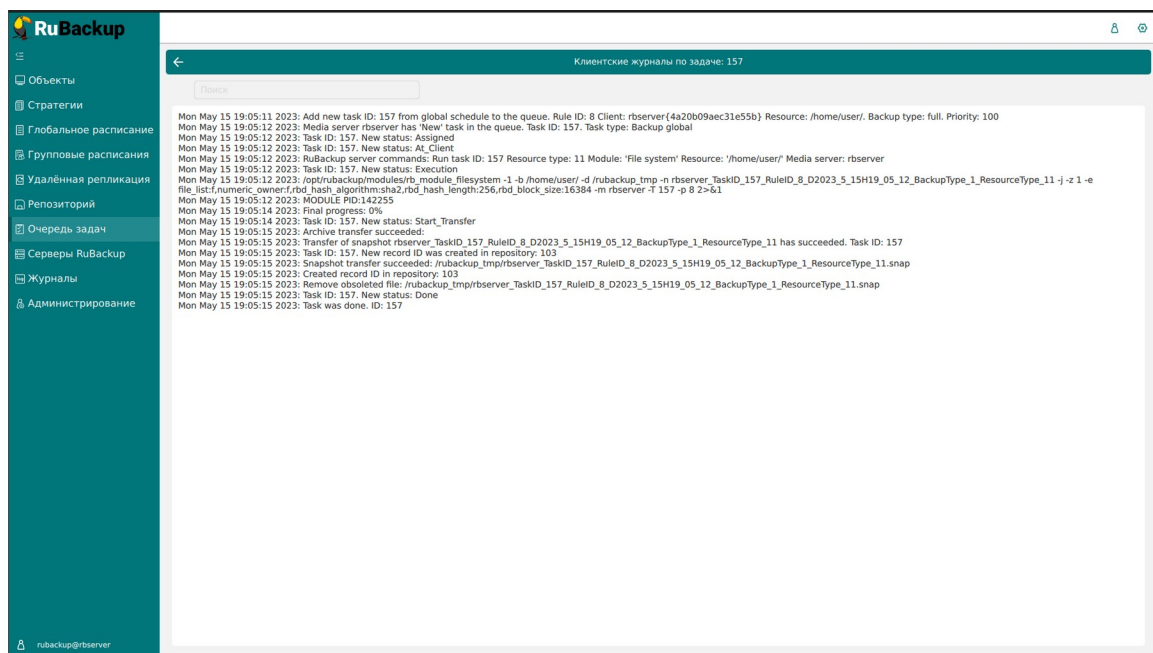 RuBackup
Объекты
Стратегии
Глобальное расписание
Групповые расписания
Удалённая репликация
Репозиторий
Очередь задач
Серверы RuBackup
Журналы
Администрирование
rubackup@rbserver
Клиентские журналы по задаче: 157
Поиск
Mon May 15 19:05:11 2023: Add new task ID: 157 from global schedule to the queue. Rule ID: 8 Client: rbserver{4a20b09aec31e55b} Resource: /home/user/. Backup type: full. Priority: 100
Mon May 15 19:05:12 2023: Media server rbserver has 'New' task in the queue. Task ID: 157. Task type: Backup global
Mon May 15 19:05:12 2023: Task ID: 157. New status: Assigned
Mon May 15 19:05:12 2023: Task ID: 157. New status: At_Client
Mon May 15 19:05:12 2023: RuBackup server commands: Run task ID: 157 Resource type: 11 Module: 'File system' Resource: '/home/user/' Media server: rbserver
Mon May 15 19:05:12 2023: Task ID: 157. New status: Execution
Mon May 15 19:05:12 2023: /opt/rubackup/modules/rb_module_filesystem -1 -b /home/user/ -d /rubackup_tmp -n rbserver_TaskID_157_RuleID_8_D2023_5_15H19_05_12_BackupType_1_ResourceType_11 -j -z 1 -e
file_list:f,numeric_owner:f,rbd_hash_algorithm:sha2,rbd_hash_length:256,rbd_block_size:16384 -m rbserver -T 157 -p 8 2>&1
Mon May 15 19:05:12 2023: MODULE PID:142255
Mon May 15 19:05:14 2023: Final progress: 0%
Mon May 15 19:05:14 2023: Task ID: 157. New status: Start_Transfer
Mon May 15 19:05:15 2023: Archive transfer succeeded:
Mon May 15 19:05:15 2023: Transfer of snapshot rbserver_TaskID_157_RuleID_8_D2023_5_15H19_05_12_BackupType_1_ResourceType_11 has succeeded. Task ID: 157
Mon May 15 19:05:15 2023: Task ID: 157. New record ID was created in repository: 103
Mon May 15 19:05:15 2023: Snapshot transfer succeeded: /rubackup_tmp/rbserver_TaskID_157_RuleID_8_D2023_5_15H19_05_12_BackupType_1_ResourceType_11.snap
Mon May 15 19:05:15 2023: Created record ID in repository: 103
Mon May 15 19:05:15 2023: Remove obsoleted file: /rubackup_tmp/rbserver_TaskID_157_RuleID_8_D2023_5_15H19_05_12_BackupType_1_ResourceType_11.snap
Mon May 15 19:05:15 2023: Task ID: 157. New status: Done
Mon May 15 19:05:15 2023: Task was done. ID: 157